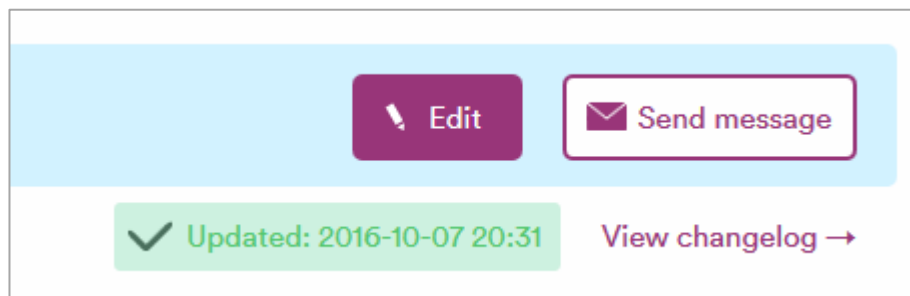 Edit
Send message
Updated: 2016-10-07 20:31
View changelog →